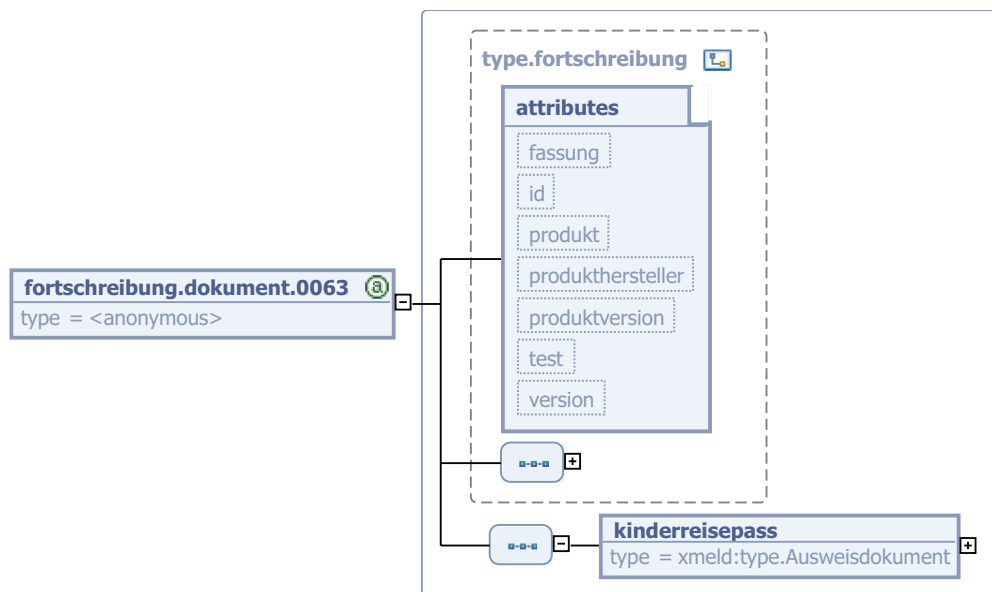 type.fortschreibung
attributes
fassung
id
produkt
produkthersteller
produktversion
test
version
fortschreibung.dokument.0063 @
type = <anonymous>
kinderreisepass
type = xmeld:type.Ausweisdokument